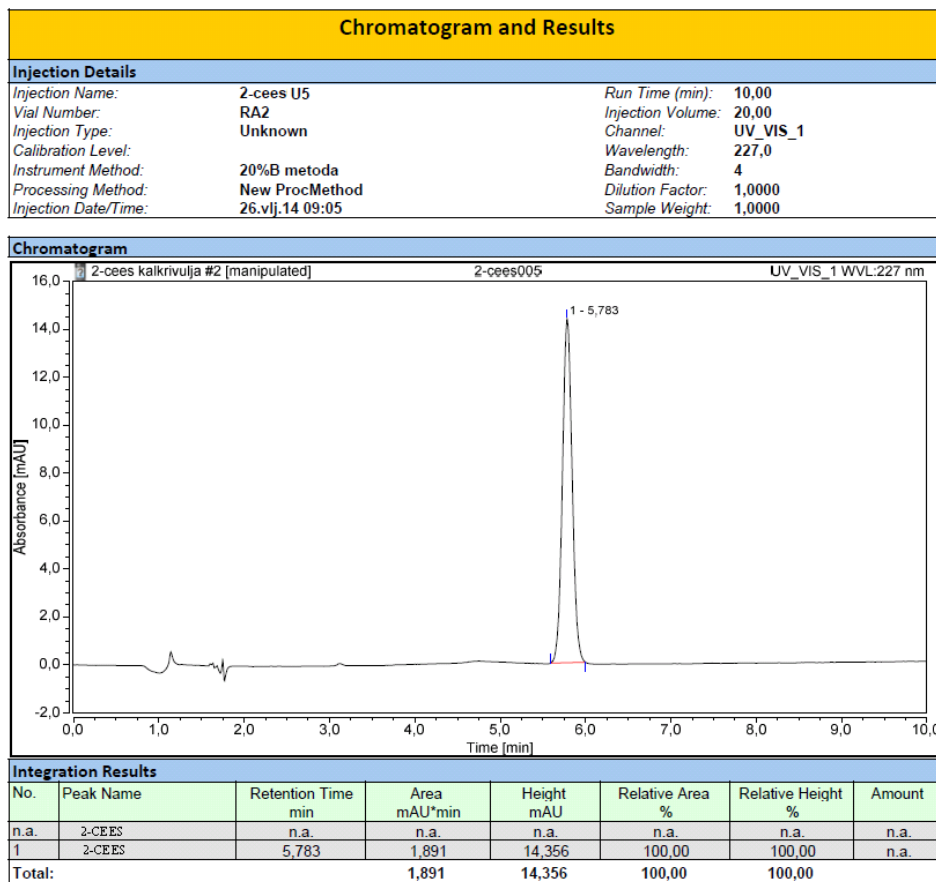 Chromatogram and Results
Injection Details
Injection Name: 2-cees U5 Run Time (min): 10,00
Vial Number: RA2 Injection Volume: 20,00
Injection Type: Unknown Channel: UV_VIS_1
Calibration Level: Wavelength: 227,0
Instrument Method: 20%B metoda Bandwidth: 4
Processing Method: New ProcMethod Dilution Factor: 1,0000
Injection Date/Time: 26.vlj.14 09:05 Sample Weight: 1,0000
Chromatogram
2-cees kalkrivulja #2 [manipulated] 2-cees005 UV_VIS_1 WVL:227 nm
16,0
1 - 5,783
14,0
12,0
10,0
8,0
6,0
4,0
2,0
0,0
-2,0
Absorbance [mAU]
0,0 1,0 2,0 3,0 4,0 5,0 6,0 7,0 8,0 9,0 10,0
Time [min]
Integration Results
No. Peak Name Retention Time Area Height Relative Area Relative Height Amount
min mAU*min mAU % %
n.a. 2-CEES n.a. n.a. n.a. n.a. n.a. n.a.
1 2-CEES 5,783 1,891 14,356 100,00 100,00 n.a.
Total: 1,891 14,356 100,00 100,00